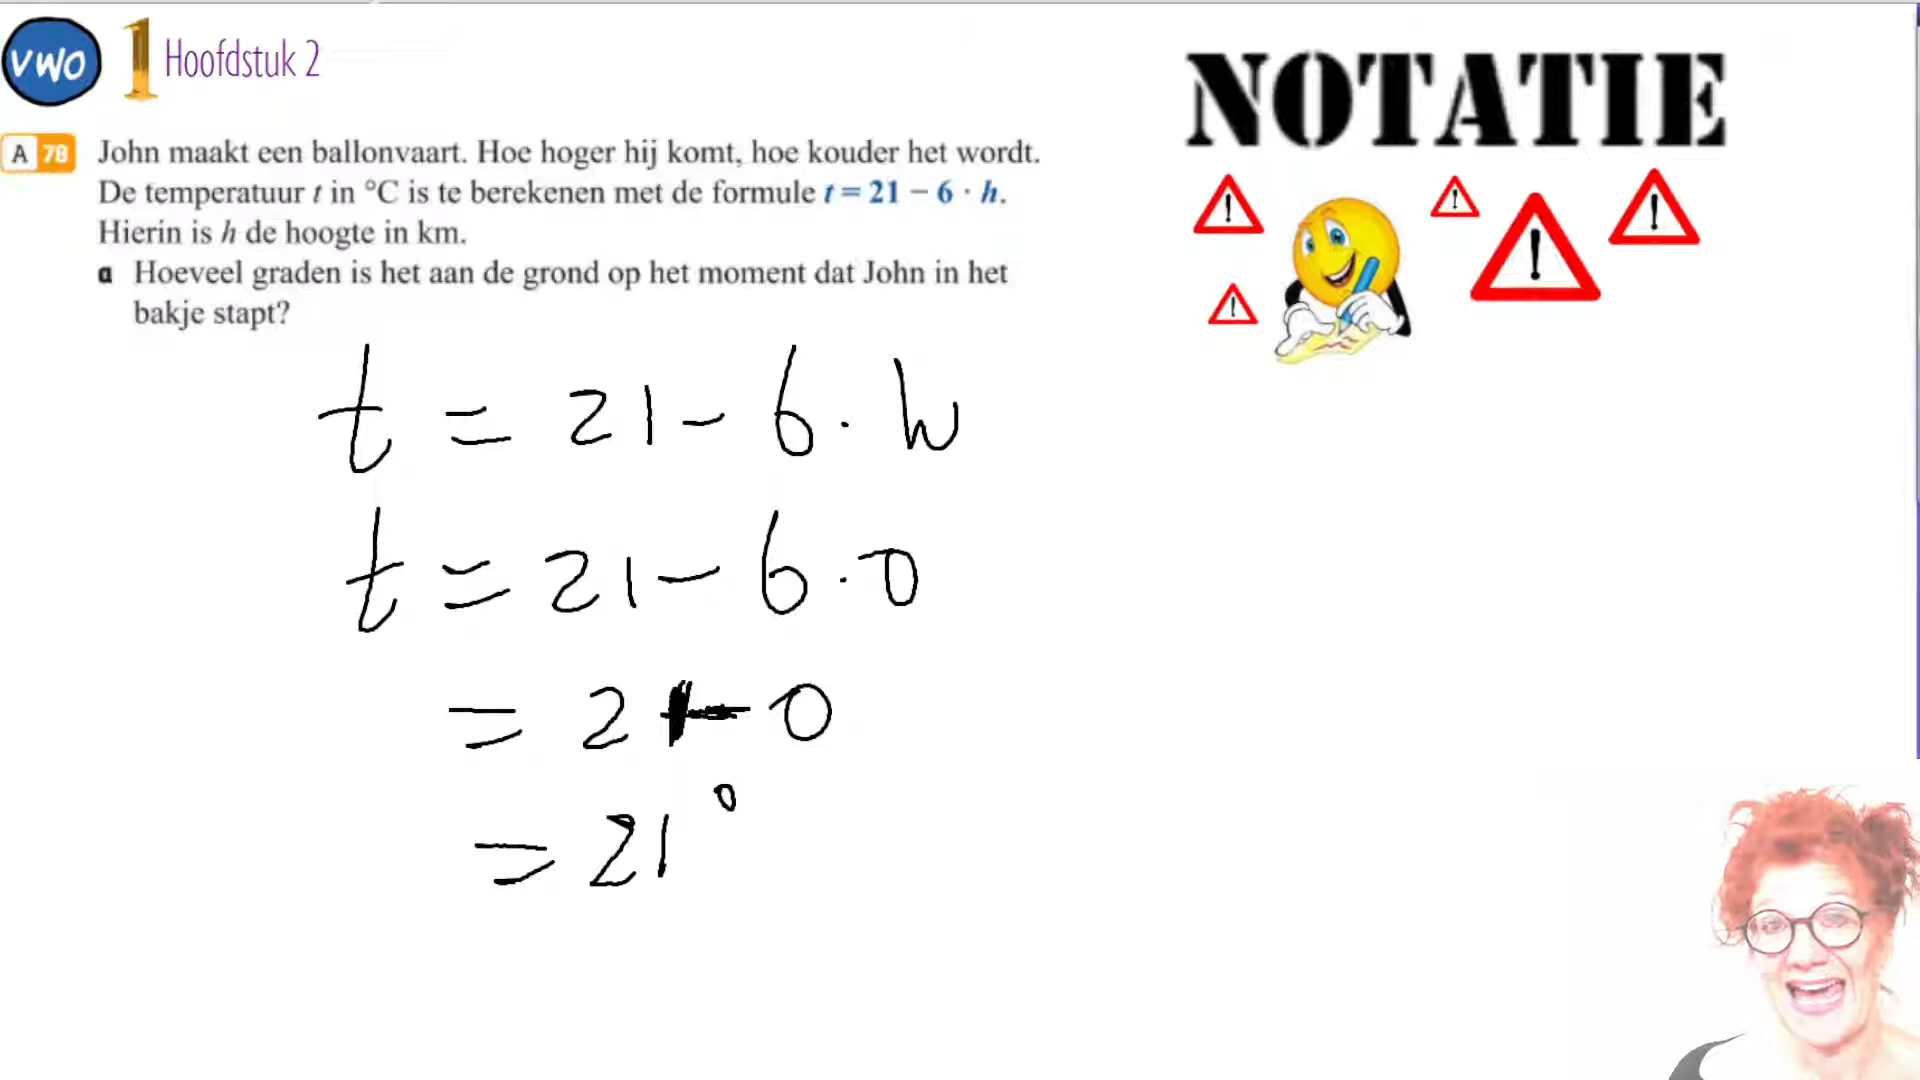 VWO 1 Hoofdstuk 2
NOTATIE
A 78 John maakt een ballonvaart. Hoe hoger hij komt, hoe kouder het wordt.
De temperatuur t in °C is te berekenen met de formule t = 21 − 6 · h.
Hierin is h de hoogte in km.
a Hoeveel graden is het aan de grond op het moment dat John in het
bakje stapt?
t = 21 − 6 · h
t = 21 − 6 · 0
= 21 − 0
= 21°